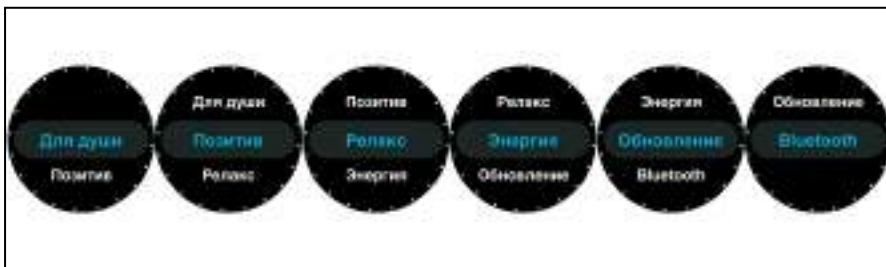 Для души
Позитив
Для души
Позитив
Релакс
Позитив
Релакс
Энергия
Релакс
Энергия
Обновление
Энергия
Обновление
Bluetooth
Обновление
Bluetooth